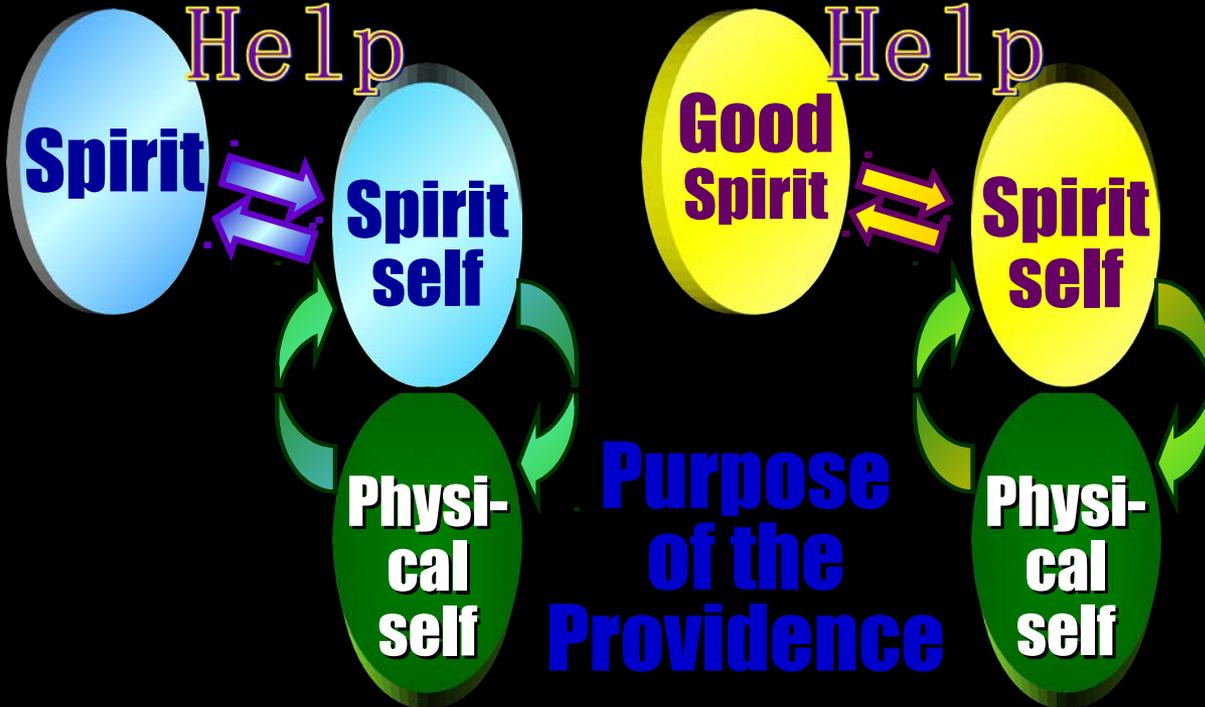 Help
Spirit
Spirit
self
Physi-
cal
self
Help
Good
Spirit
Spirit
self
Physi-
cal
self
Purpose
of the
Providence